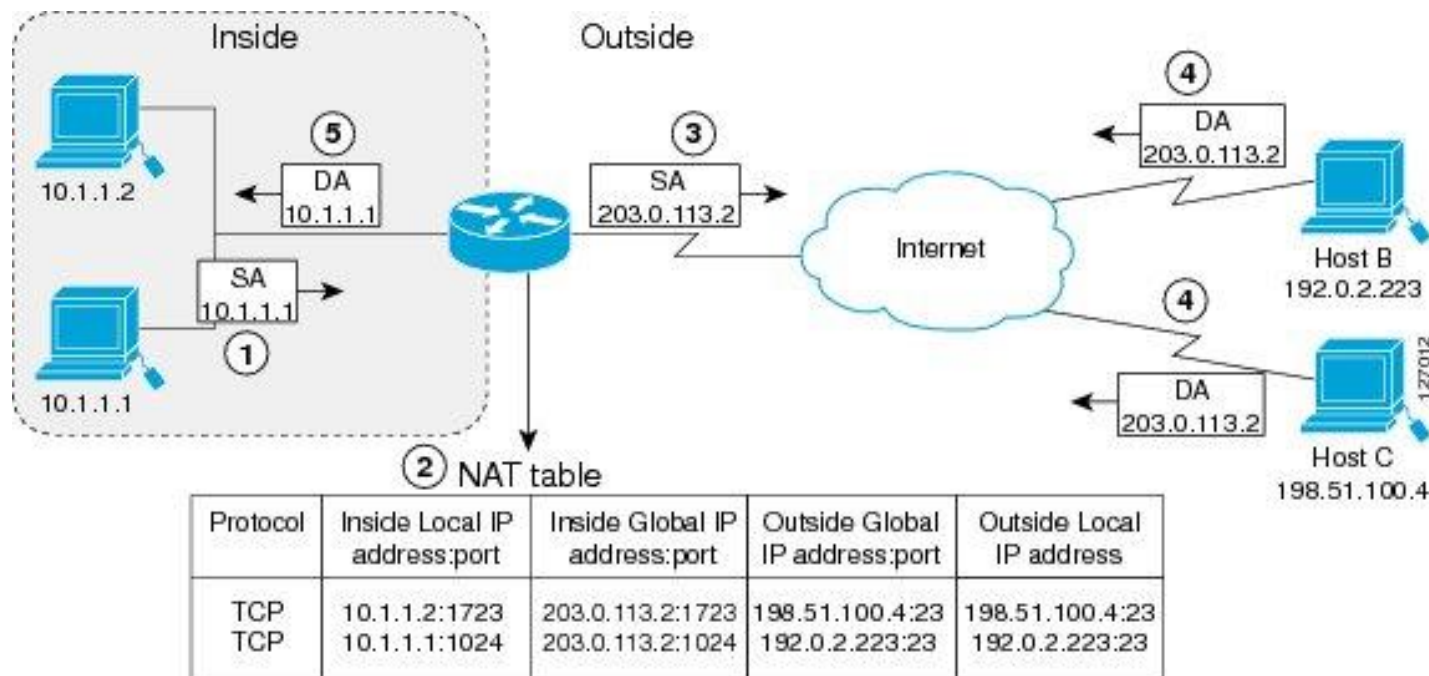 Inside
Outside
10.1.1.2
5
DA
10.1.1.1
3
SA
203.0.113.2
4
DA
203.0.113.2
Internet
Host B
192.0.2.223
SA
10.1.1.1
1
10.1.1.1
4
DA
203.0.113.2
Host C
198.51.100.4
127012
2 NAT table
Protocol
Inside Local IP
address:port
Inside Global IP
address:port
Outside Global
IP address:port
Outside Local
IP address
TCP 10.1.1.2:1723 203.0.113.2:1723 198.51.100.4:23 198.51.100.4:23
TCP 10.1.1.1:1024 203.0.113.2:1024 192.0.2.223:23 192.0.2.223:23